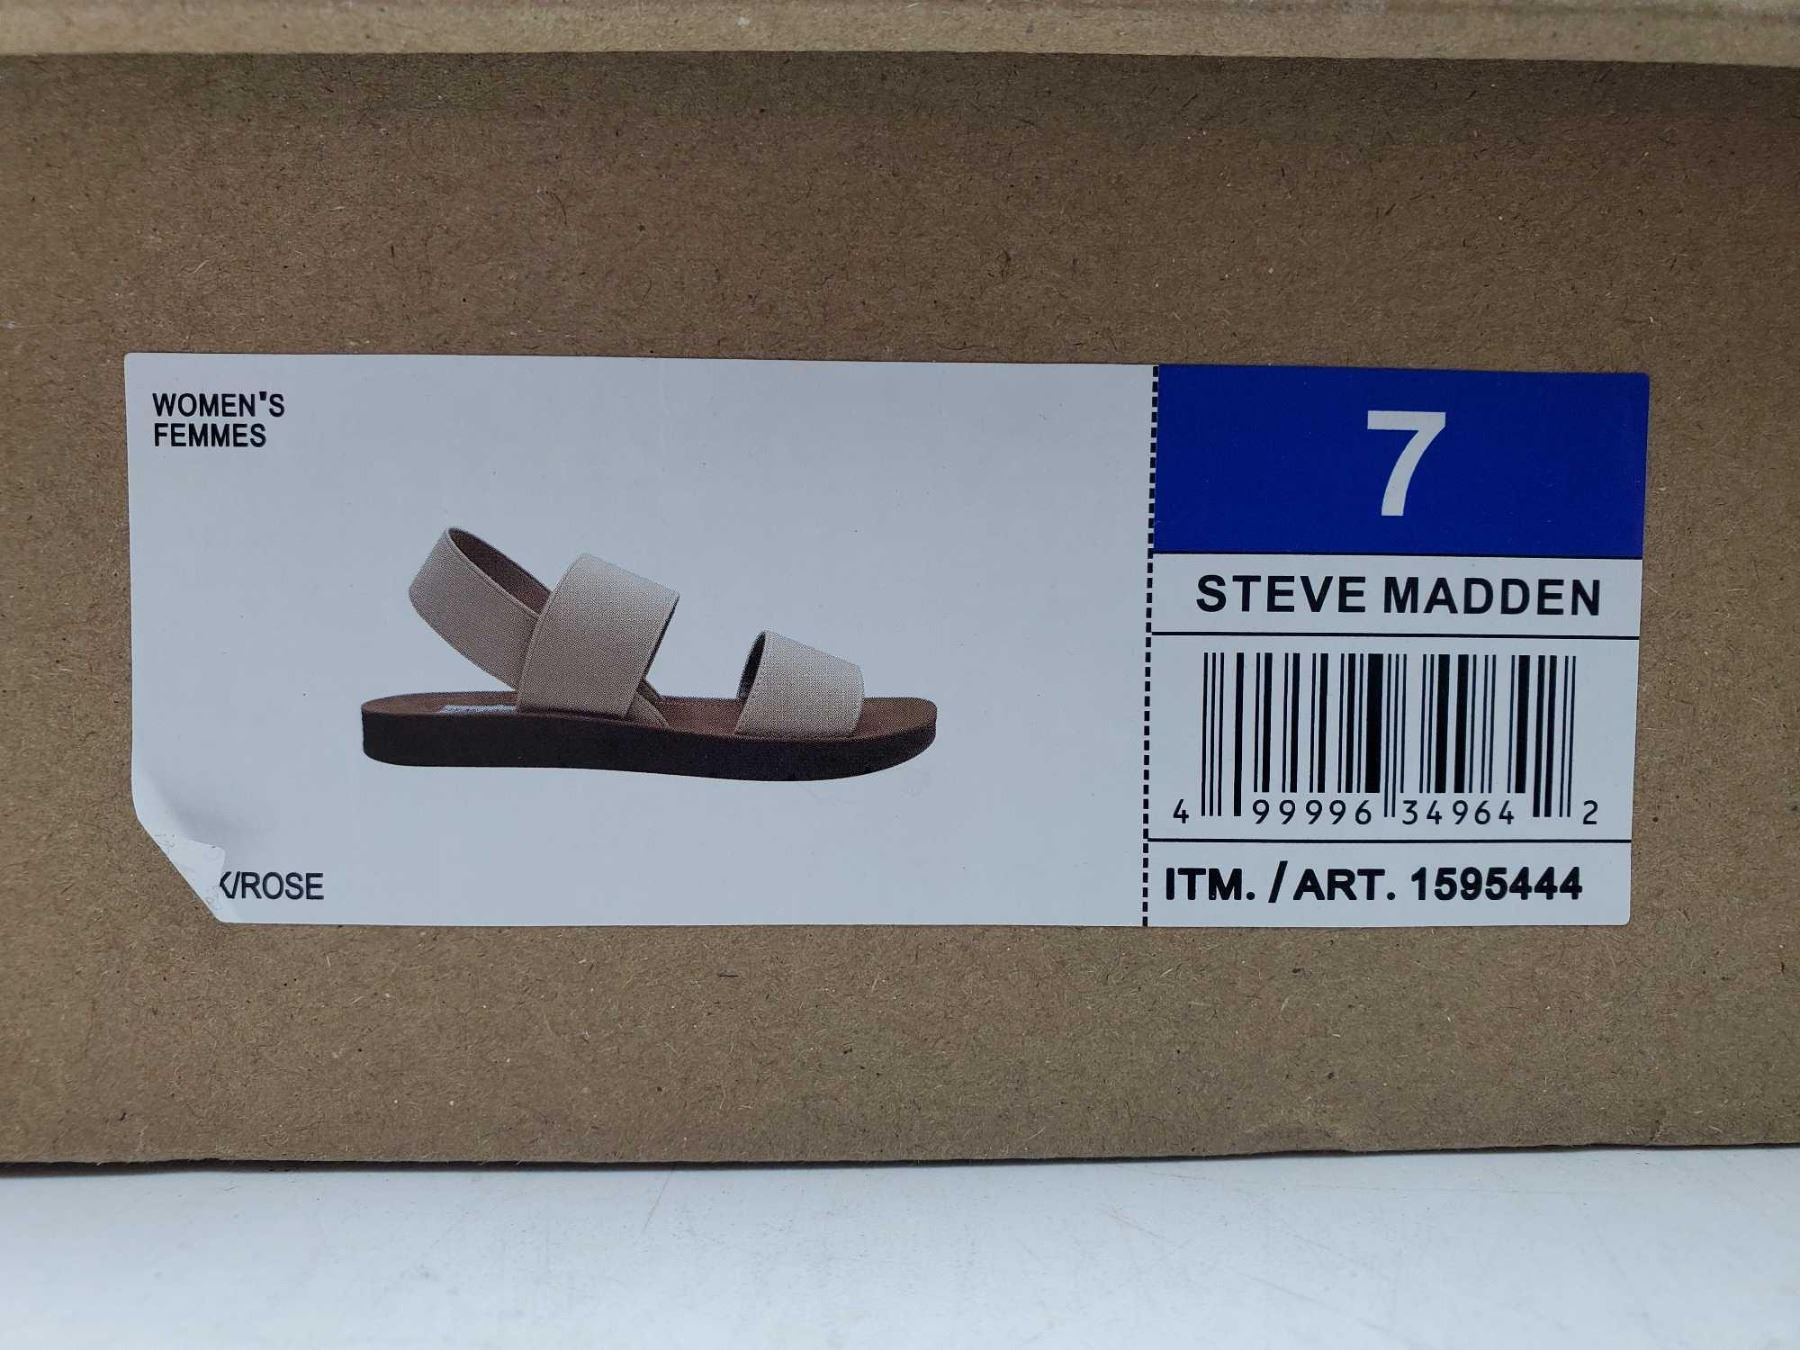 WOMEN'S
FEMMES
7
STEVE MADDEN
4 99996 34964 2
K/ROSE
ITM. / ART. 1595444